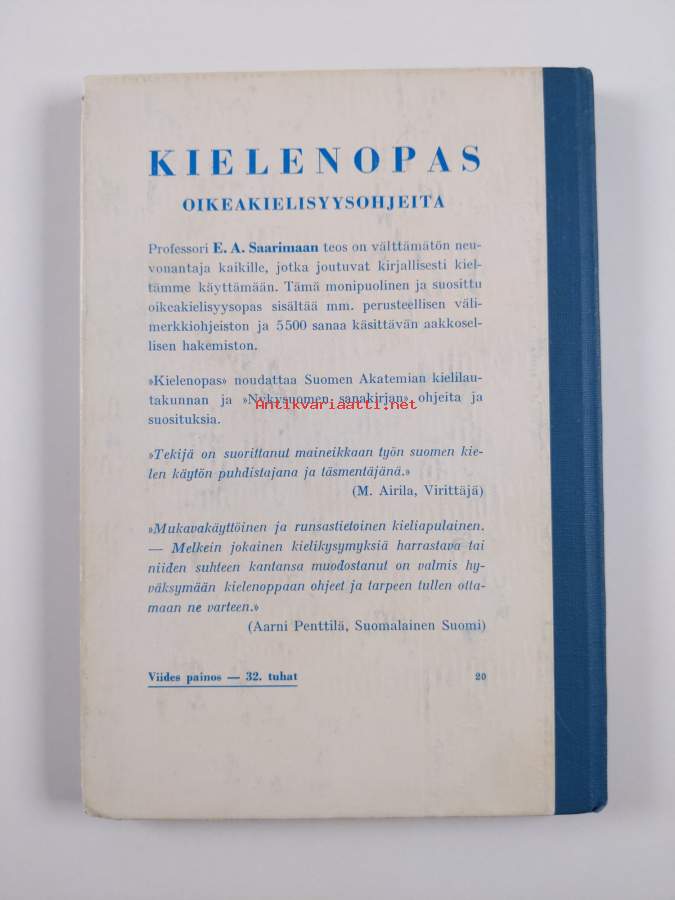 KIELENOPAS
OIKEAKIELISYYSOHJEITA
Professori E. A. Saarimaan teos on välttämätön neu-
vonantaja kaikille, jotka joutuvat kirjallisesti kiel-
tämme käyttämään. Tämä monipuolinen ja suosittu
oikeakielisyysopas sisältää mm. perusteellisen väli-
merkkiohjeiston ja 5500 sanaa käsittävän aakkosel-
lisen hakemiston.
»Kielenopas» noudattaa Suomen Akatemian kielilau-
takunnan ja »Nykysuomen sanakirjan» ohjeita ja
Antikvariaatti.net
suosituksia.
»Tekijä on suorittanut maineikkaan työn suomen kie-
len käytön puhdistajana ja täsmentäjänä.»
(M. Airila, Virittäjä)
»Mukavakäyttöinen ja runsastietoinen kieliapulainen.
— Melkein jokainen kielikysymyksiä harrastava tai
niiden suhteen kantansa muodostanut on valmis hy-
väksymään kielenoppaan ohjeet ja tarpeen tullen otta-
maan ne varteen.»
(Aarni Penttilä, Suomalainen Suomi)
Viides painos — 32. tuhat 20